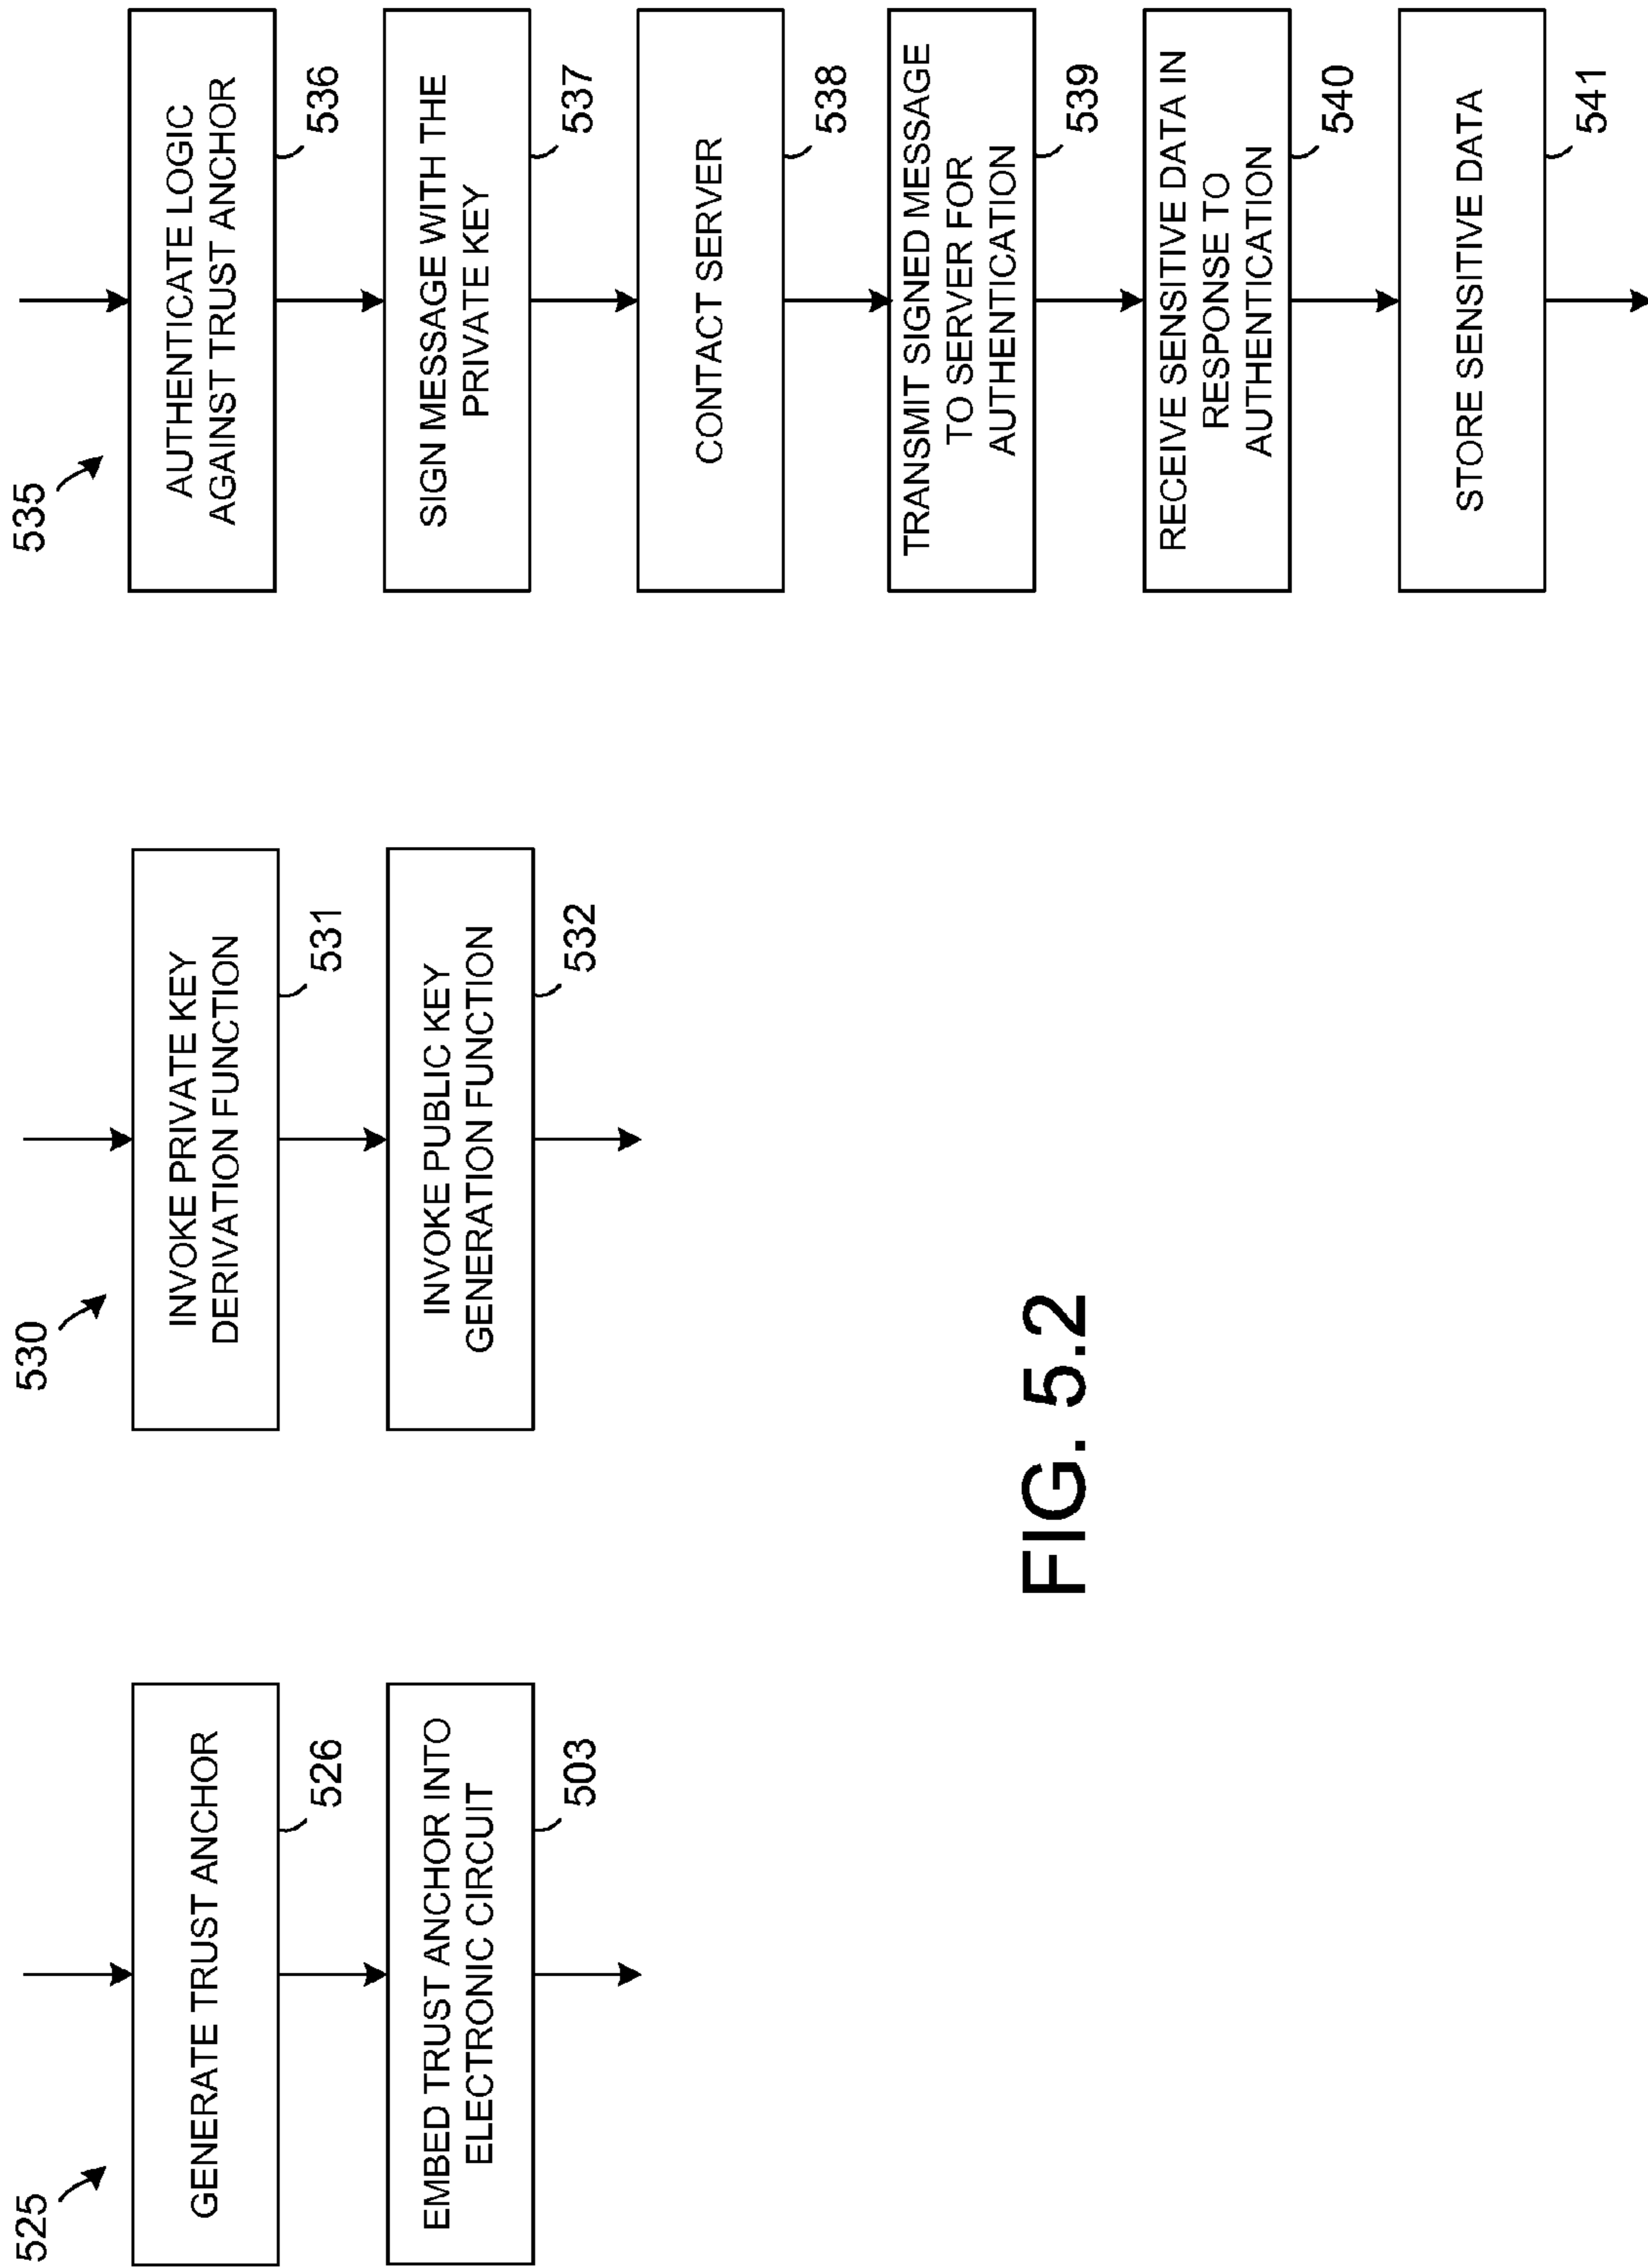 525
GENERATE TRUST ANCHOR
526
EMBED TRUST ANCHOR INTO
ELECTRONIC CIRCUIT
503
530
INVOKE PRIVATE KEY
DERIVATION FUNCTION
531
INVOKE PUBLIC KEY
GENERATION FUNCTION
532
535
AUTHENTICATE LOGIC
AGAINST TRUST ANCHOR
536
SIGN MESSAGE WITH THE
PRIVATE KEY
537
CONTACT SERVER
538
TRANSMIT SIGNED MESSAGE
TO SERVER FOR
AUTHENTICATION
539
RECEIVE SENSITIVE DATA IN
RESPONSE TO
AUTHENTICATION
540
STORE SENSITIVE DATA
541
FIG. 5.2